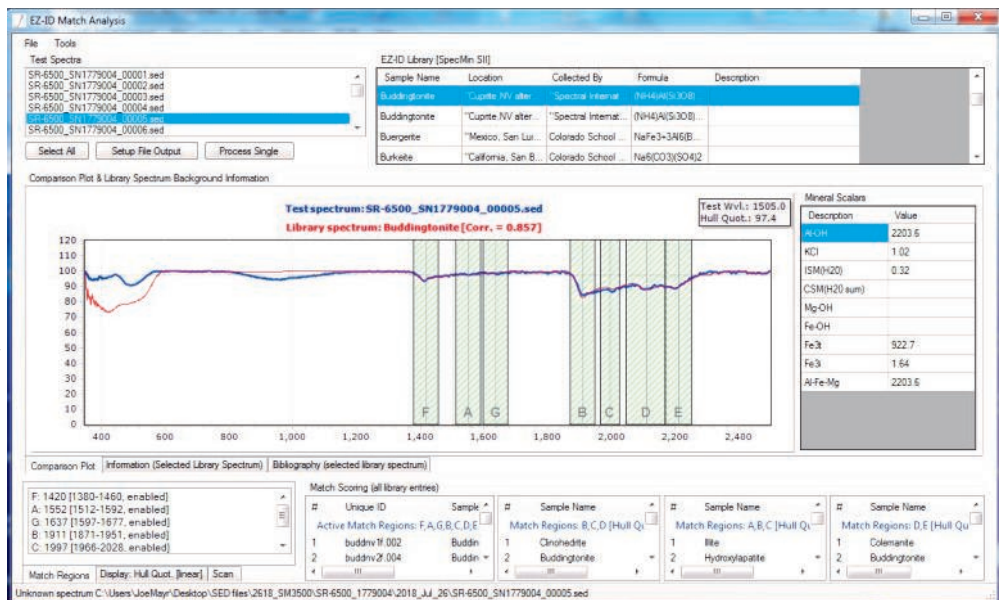 EZ-ID Match Analysis
File Tools
Test Spectra
SR-6500_SN1779004_00001.sed
SR-6500_SN1779004_00002.sed
SR-6500_SN1779004_00003.sed
SR-6500_SN1779004_00004.sed
SR-6500_SN1779004_00005.sed
SR-6500_SN1779004_00006.sed
Select All Setup File Output Process Single
EZ-ID Library [SpecMin SII]
Sample Name Location Collected By Formula Description
Buddingtonite "Cuprite NV alter "Spectral Internat (NH4)Al(Si3O8)
Buddingtonite "Cuprite NV alter... "Spectral Internat... (NH4)Al(Si3O8)...
Buergerite "Mexico, San Lui... Colorado School ... NaFe3+3Al6(B...
Burkeite "California, San B... Colorado School ... Na6(CO3)(SO4)2
Comparison Plot & Library Spectrum Background Information
Test spectrum: SR-6500_SN1779004_00005.sed
Library spectrum: Buddingtonite [Corr. = 0.857]
Test Wvl.: 1505.0
Hull Quot.: 97.4
120
110
100
90
80
70
60
50
40
30
20
10
0
F A G B C D E
400 600 800 1,000 1,200 1,400 1,600 1,800 2,000 2,200 2,400
Mineral Scalars
Description Value
Al-OH 2203.6
KCI 1.02
ISM(H2O) 0.32
CSM(H2O sum)
Mg-OH
Fe-OH
Fe3t 922.7
Fe3i 1.64
Al-Fe-Mg 2203.6
Comparison Plot Information (Selected Library Spectrum) Bibliography (selected library spectrum)
F: 1420 [1380-1460, enabled]
A: 1552 [1512-1592, enabled]
G: 1637 [1597-1677, enabled]
B: 1911 [1871-1951, enabled]
C: 1997 [1966-2028, enabled]
Match Regions Display: Hull Quot. [linear] Scan
Match Scoring (all library entries)
# Unique ID Sample
Active Match Regions: F,A,G,B,C,D,E
1 buddnv1f.002 Buddin
2 buddnv2f.004 Buddin
# Sample Name
Match Regions: B,C,D [Hull Qu
1 Clinohedrite
2 Buddingtonite
# Sample Name
Match Regions: A,B,C [Hull Qu
1 Illite
2 Hydroxylapatite
# Sample Name
Match Regions: D,E [Hull Qu
1 Colemanite
2 Buddingtonite
Unknown spectrum C:\Users\JoeMayr\Desktop\SED files\2618_SM3500\SR-6500_1779004\2018_Jul_26\SR-6500_SN1779004_00005.sed